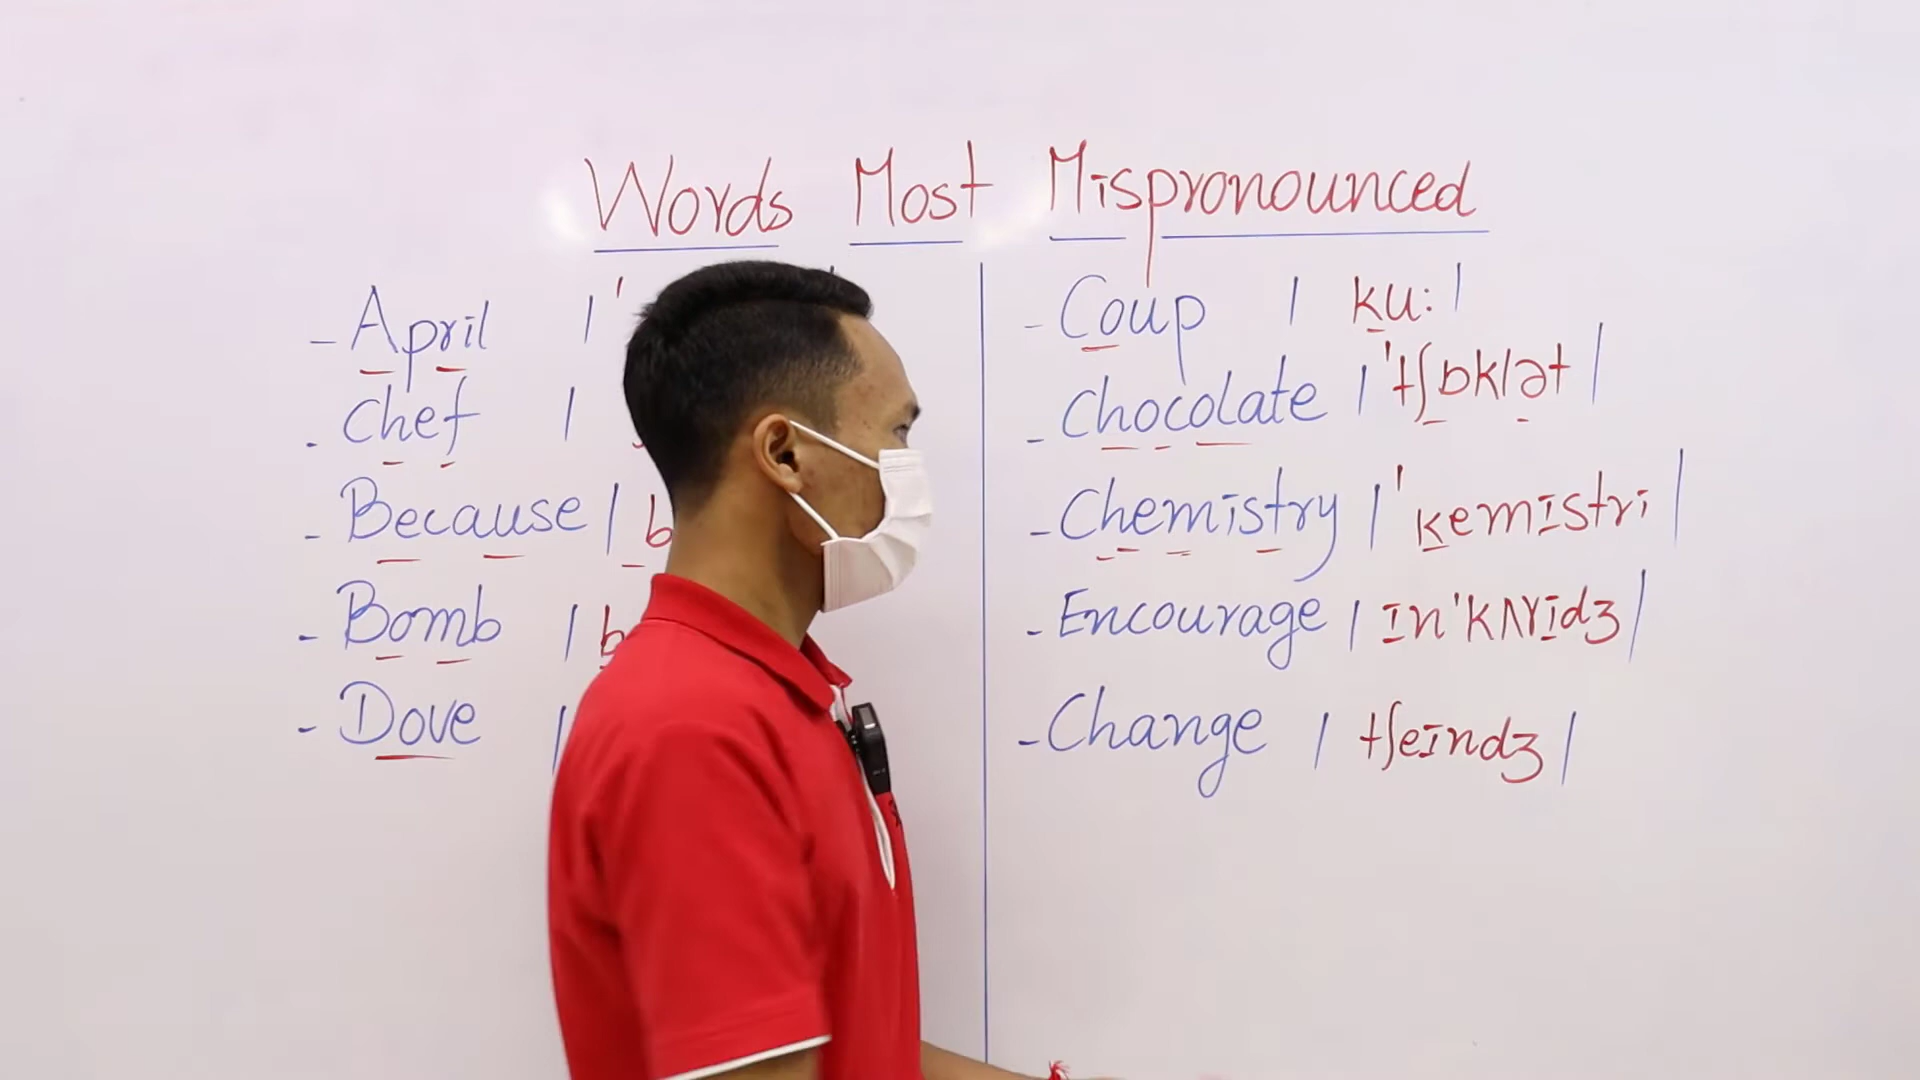 Words Most Mispronounced
- April / '
- Chef /
- Because / b
- Bomb / b
- Dove /
- Coup / ku: /
- Chocolate / 'tʃɒklət /
- Chemistry / 'kemɪstri /
- Encourage / ɪn'kʌrɪdʒ /
- Change / tʃeɪndʒ /